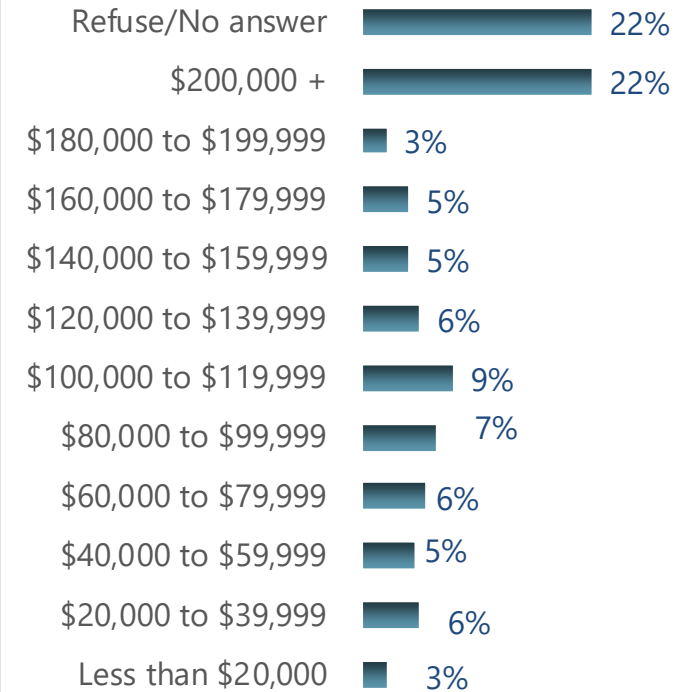 Refuse/No answer 22%
$200,000 + 22%
$180,000 to $199,999 3%
$160,000 to $179,999 5%
$140,000 to $159,999 5%
$120,000 to $139,999 6%
$100,000 to $119,999 9%
$80,000 to $99,999 7%
$60,000 to $79,999 6%
$40,000 to $59,999 5%
$20,000 to $39,999 6%
Less than $20,000 3%